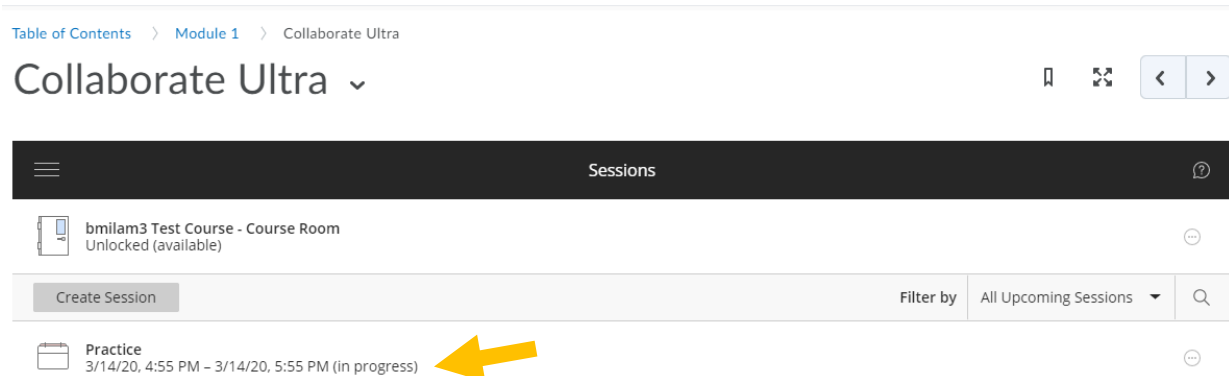 Table of Contents > Module 1 > Collaborate Ultra
Collaborate Ultra
Sessions
bmilam3 Test Course - Course Room
Unlocked (available)
Create Session Filter by All Upcoming Sessions
Practice
3/14/20, 4:55 PM – 3/14/20, 5:55 PM (in progress)